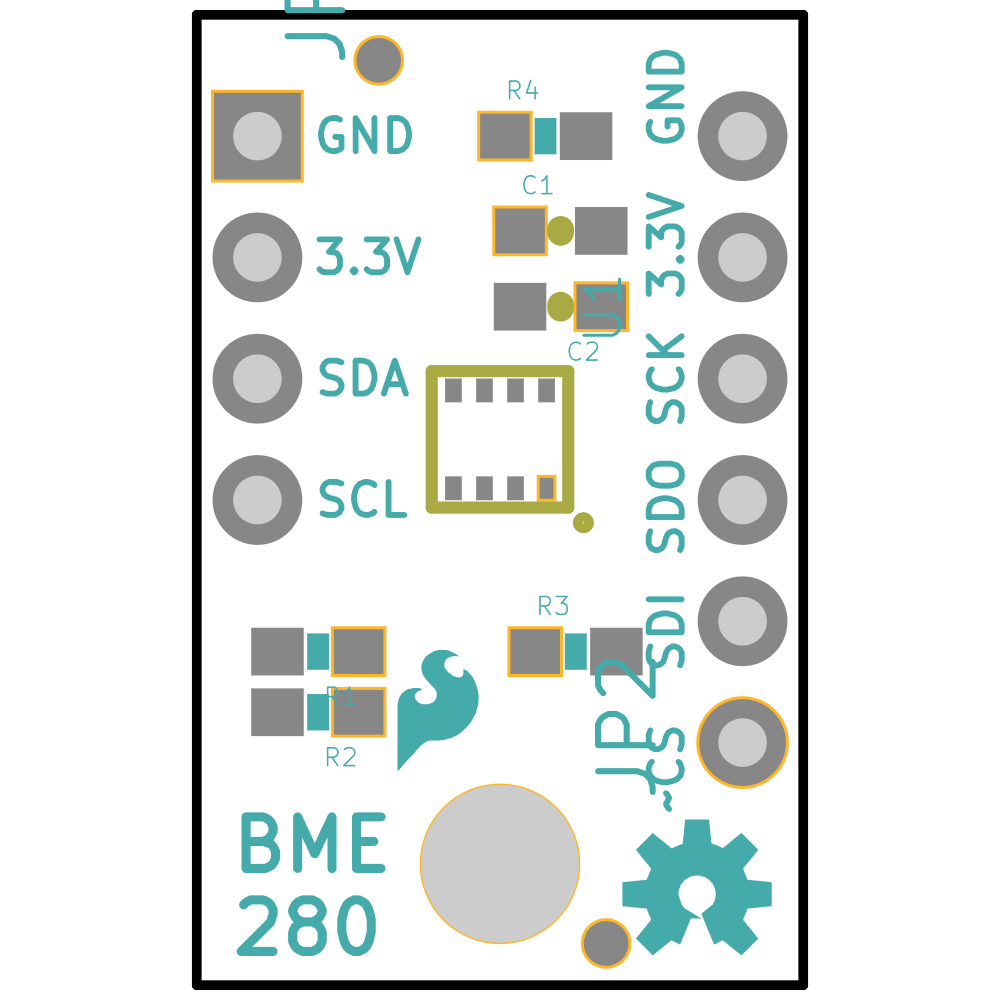 R4
GND
GND
C1
3.3V
3.3V
U1
C2
SDA
SCK
SCL
SDO
R3
SDI
R1
JP2
R2
~CS
BME
280